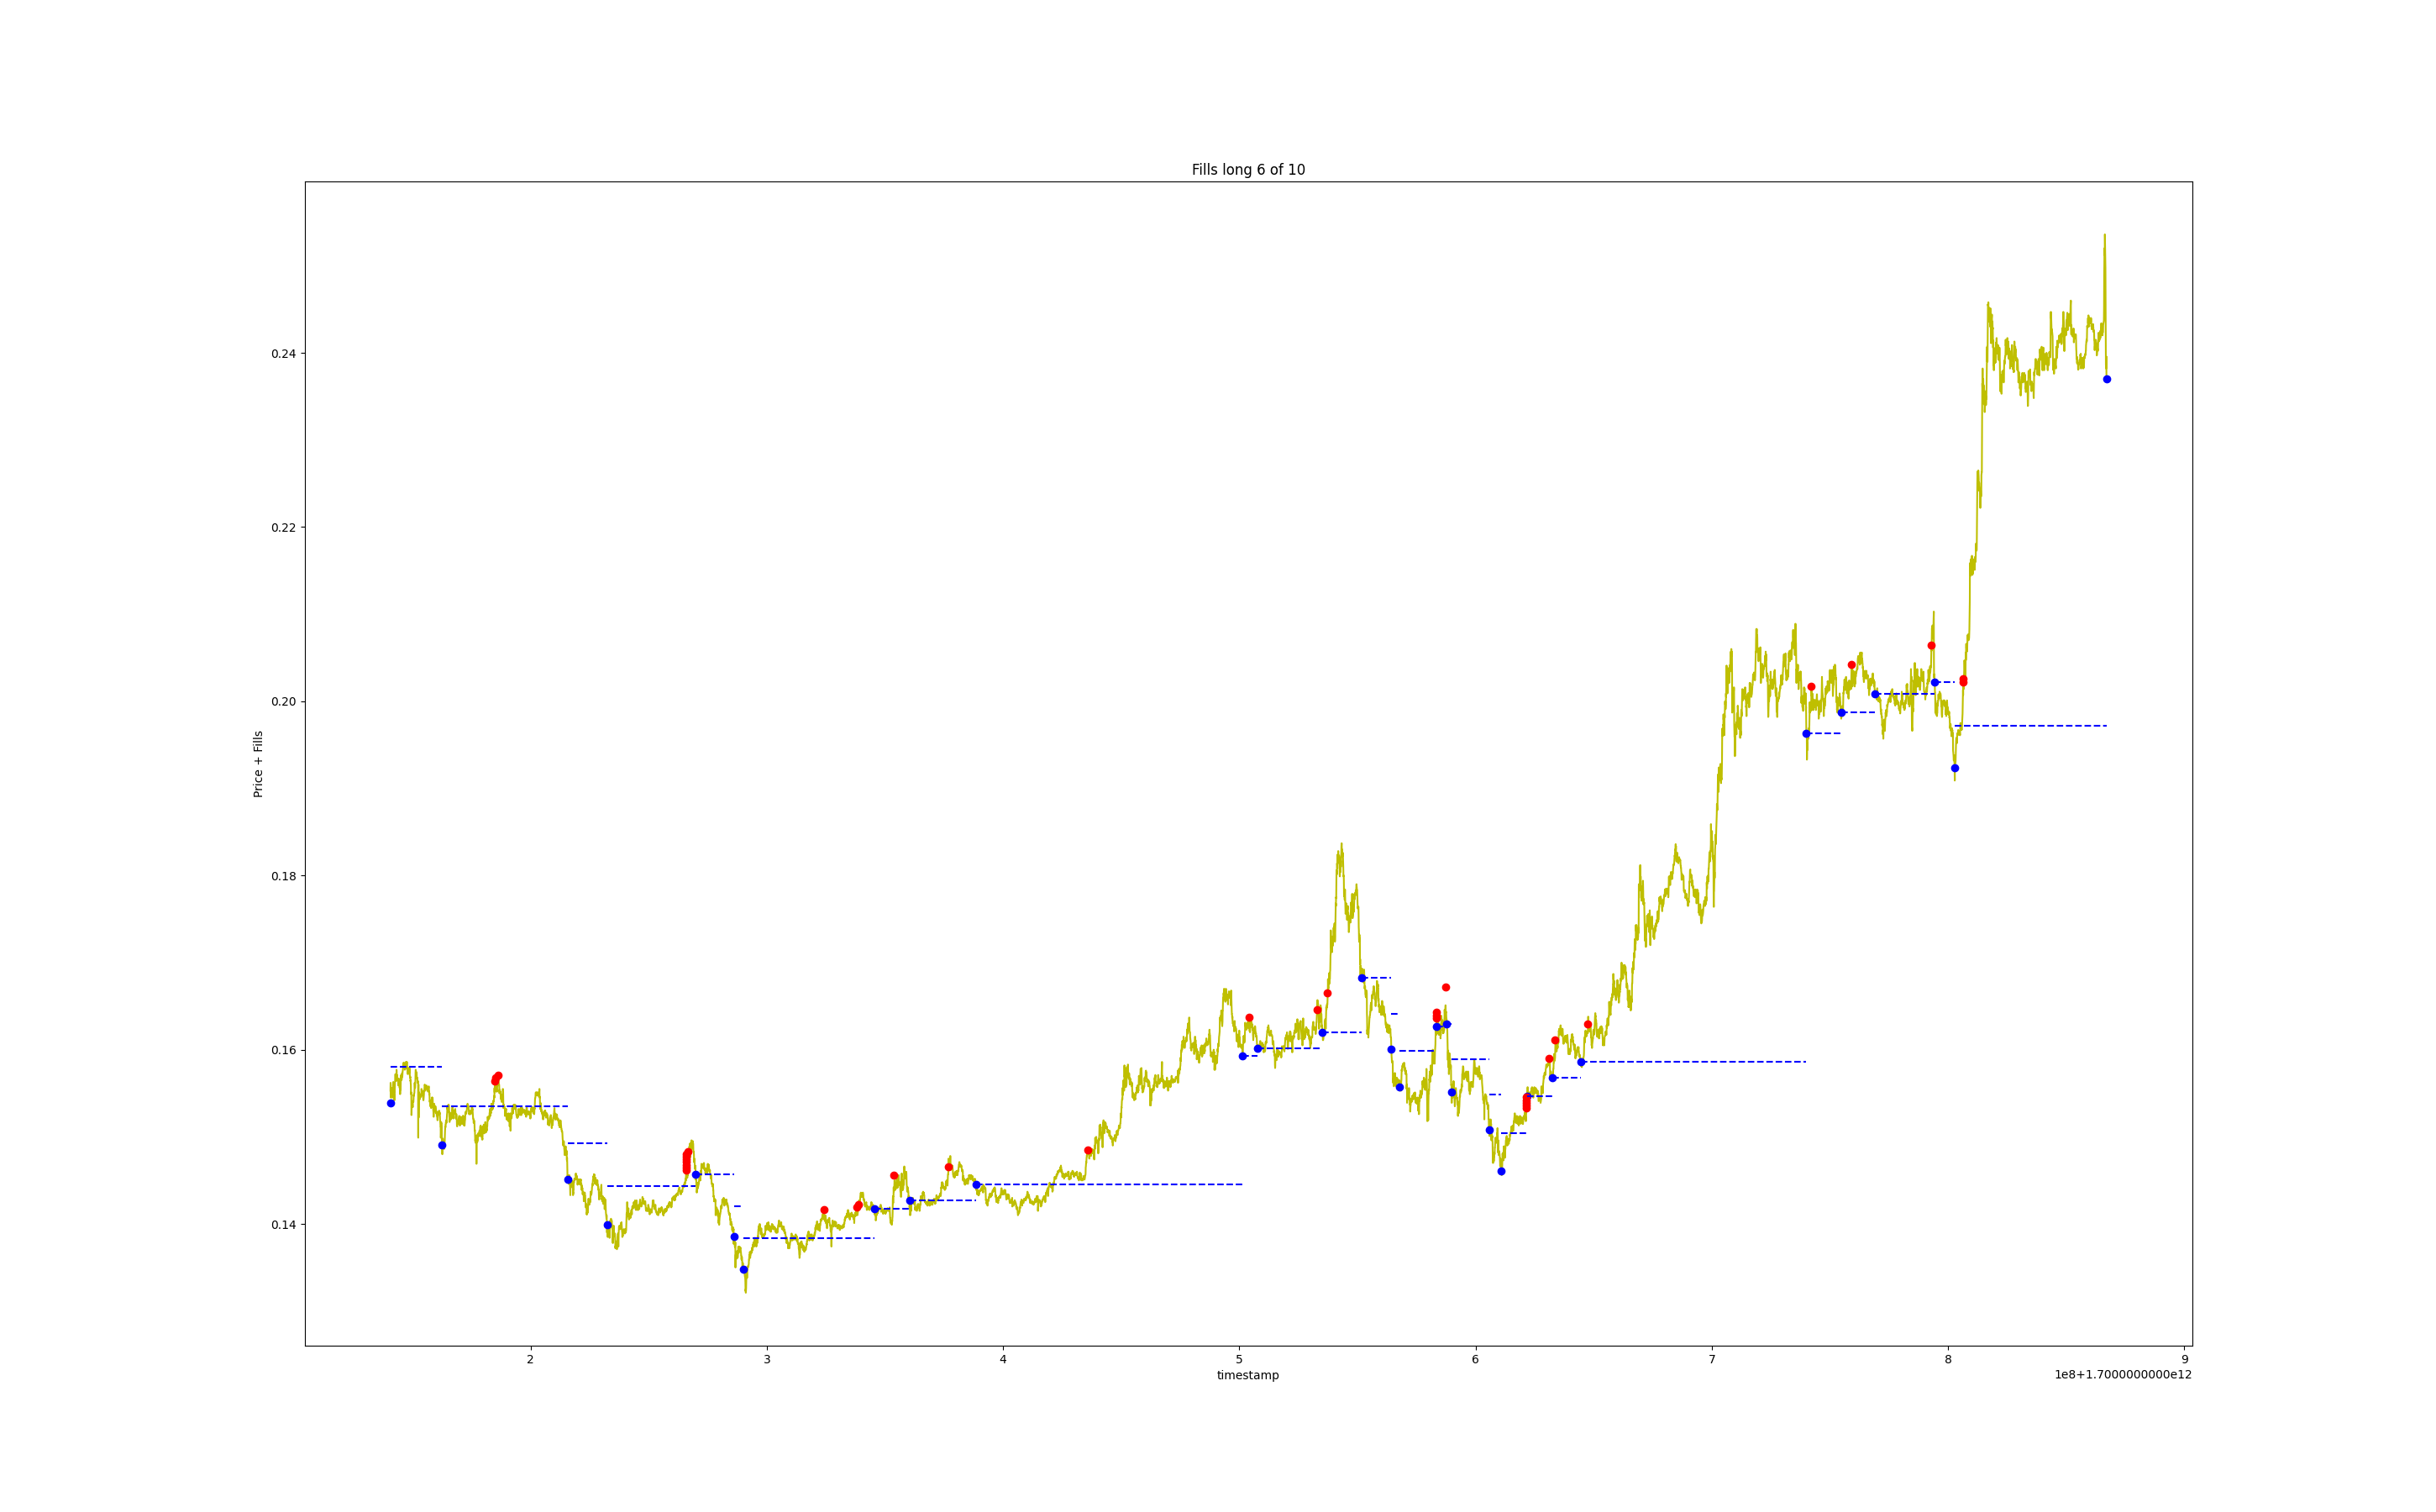 Fills long 6 of 10
Price + Fills
0.24
0.22
0.20
0.18
0.16
0.14
2 3 4 5 6 7 8 9
timestamp
1e8+1.7000000000e12